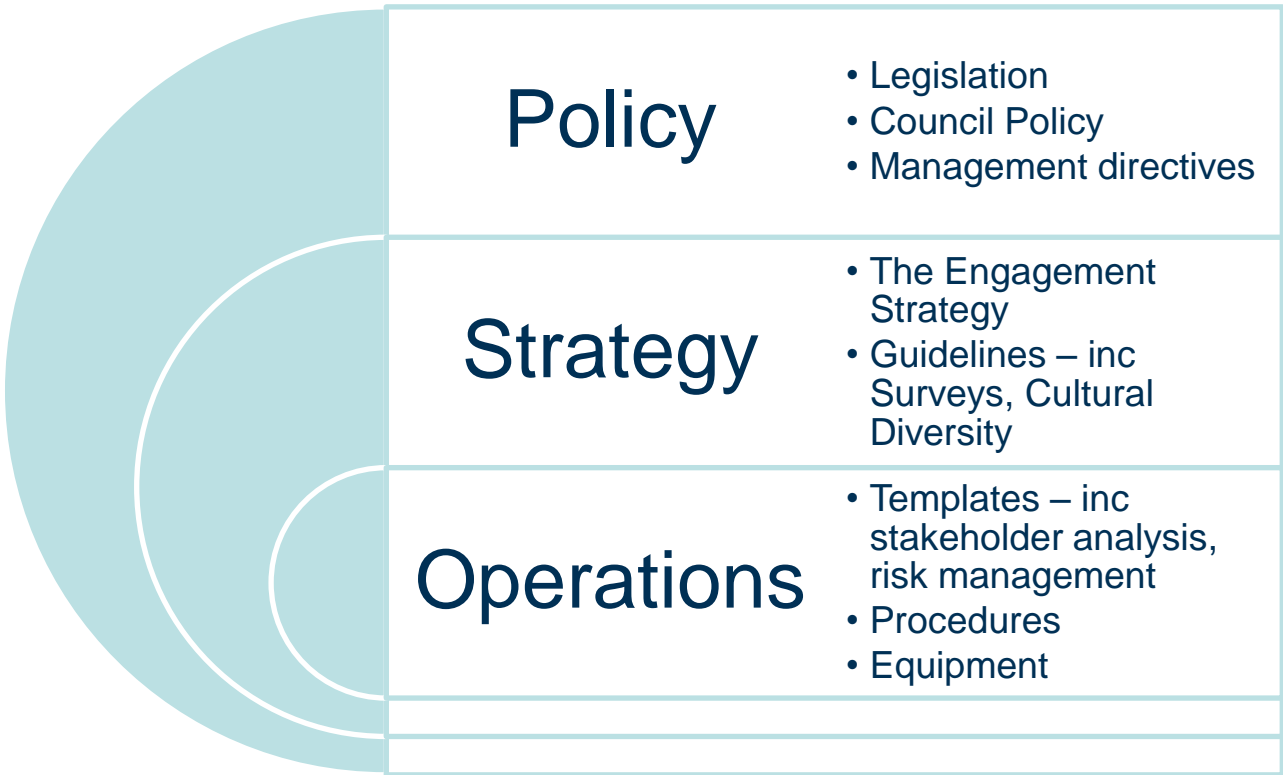 Policy
• Legislation
• Council Policy
• Management directives
Strategy
• The Engagement
Strategy
• Guidelines – inc
Surveys, Cultural
Diversity
Operations
• Templates – inc
stakeholder analysis,
risk management
• Procedures
• Equipment